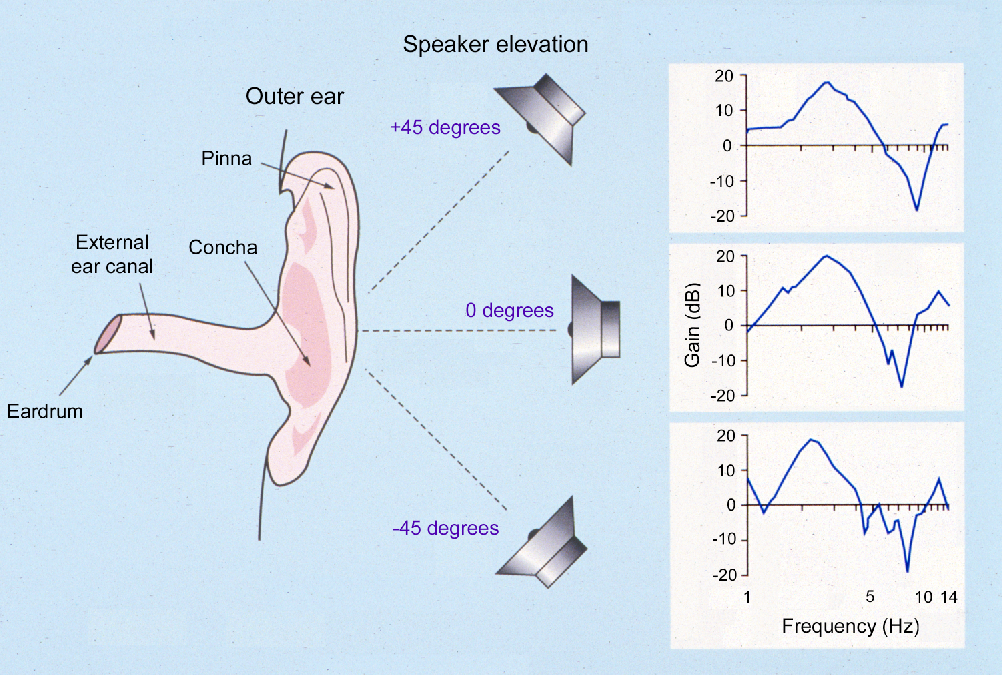 Speaker elevation
Outer ear
+45 degrees
Pinna
External
ear canal
Concha
0 degrees
Eardrum
-45 degrees
20
10
0
-10
-20
20
10
0
-10
-20
Gain (dB)
20
10
0
-10
-20
1 5 10 14
Frequency (Hz)